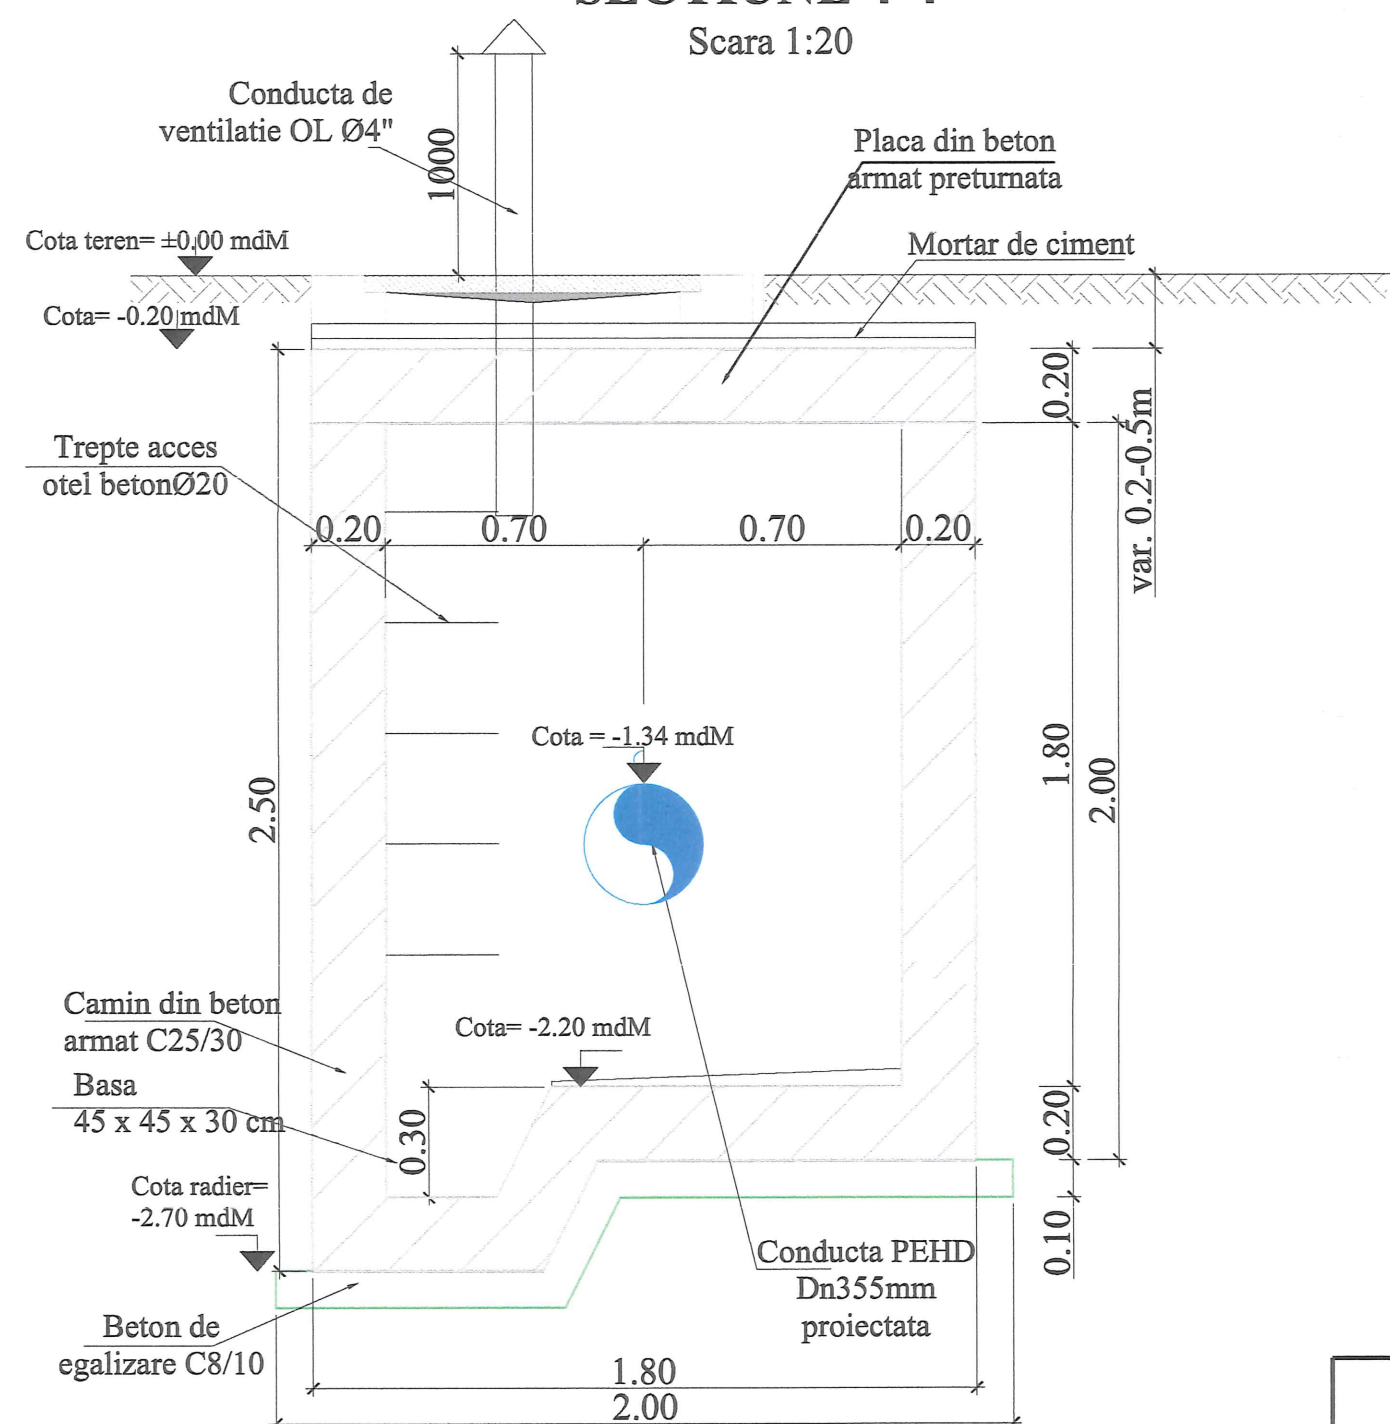 Scara 1:20
Conducta de
ventilatie OL Ø4"
1000
Placa din beton
armat preturnata
Cota teren= ±0.00 mdM
Mortar de ciment
Cota= -0.20 mdM
0.20
var. 0.2-0.5m
Trepte acces
otel betonØ20
0.20
0.70
0.70
0.20
Cota = -1.34 mdM
2.50
1.80
2.00
Camin din beton
armat C25/30
Cota= -2.20 mdM
Basa
45 x 45 x 30 cm
0.30
0.20
Cota radier=
-2.70 mdM
0.10
Conducta PEHD
Dn355mm
proiectata
Beton de
egalizare C8/10
1.80
2.00